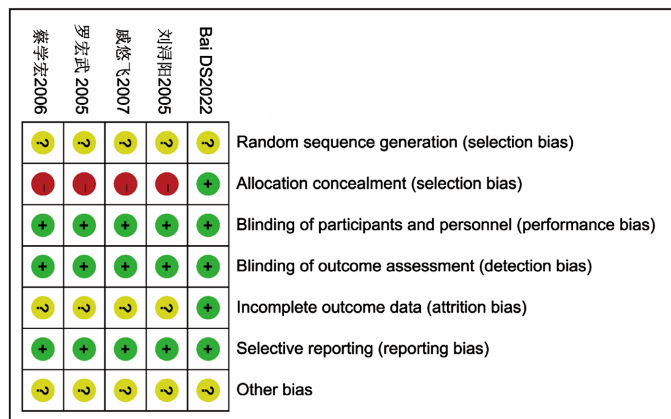 蔡学宏2006
罗宏武 2005
戚悠飞2007
刘浔阳2005
Bai DS2022
? ? ? ? ? Random sequence generation (selection bias)
– – – – + Allocation concealment (selection bias)
+ + + + + Blinding of participants and personnel (performance bias)
+ + + + + Blinding of outcome assessment (detection bias)
? ? ? ? + Incomplete outcome data (attrition bias)
+ + + + + Selective reporting (reporting bias)
? ? ? ? ? Other bias